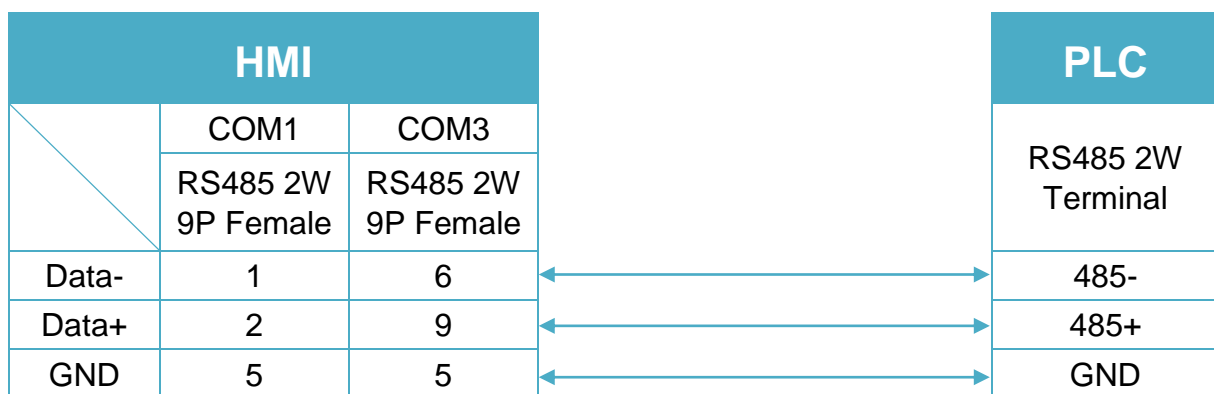 HMI PLC
COM1 COM3
RS485 2W RS485 2W RS485 2W
9P Female 9P Female Terminal
Data- 1 6 485-
Data+ 2 9 485+
GND 5 5 GND